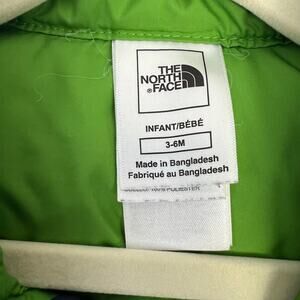 THE
NORTH
FACE
®
INFANT/BÉBÉ
3-6M
Made in Bangladesh
Fabriqué au Bangladesh